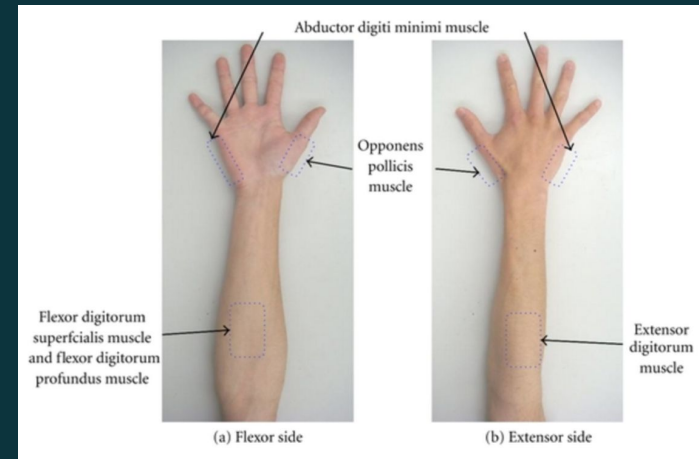 Abductor digiti minimi muscle
Opponens
pollicis
muscle
Flexor digitorum
superfcialis muscle
and flexor digitorum
profundus muscle
Extensor
digitorum
muscle
(a) Flexor side
(b) Extensor side